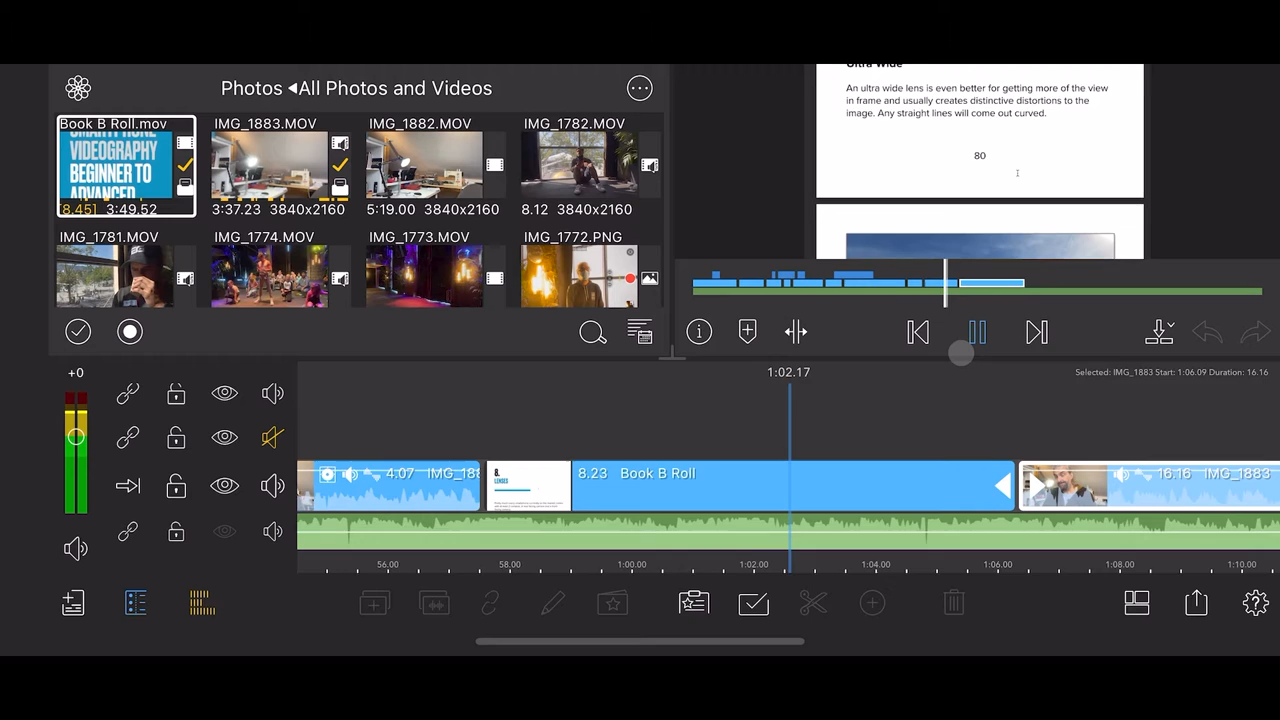 Photos ◂All Photos and Videos
Book B Roll.mov
IMG_1883.MOV
IMG_1882.MOV
IMG_1782.MOV
VIDEOGRAPHY
BEGINNER TO
ADVANCED
[8.45] 3:49.52
3:37.23 3840x2160
5:19.00 3840x2160
8.12 3840x2160
IMG_1781.MOV
IMG_1774.MOV
IMG_1773.MOV
IMG_1772.PNG
Ultra Wide
An ultra wide lens is even better for getting more of the view
in frame and usually creates distinctive distortions to the
image. Any straight lines will come out curved.
80
+0
1:02.17
Selected: IMG_1883 Start: 1:06.09 Duration: 16.16
4.07 IMG_188
8.
LENSES
8.23 Book B Roll
16.16 IMG_1883
56.00 58.00 1:00.00 1:02.00 1:04.00 1:06.00 1:08.00 1:10.00